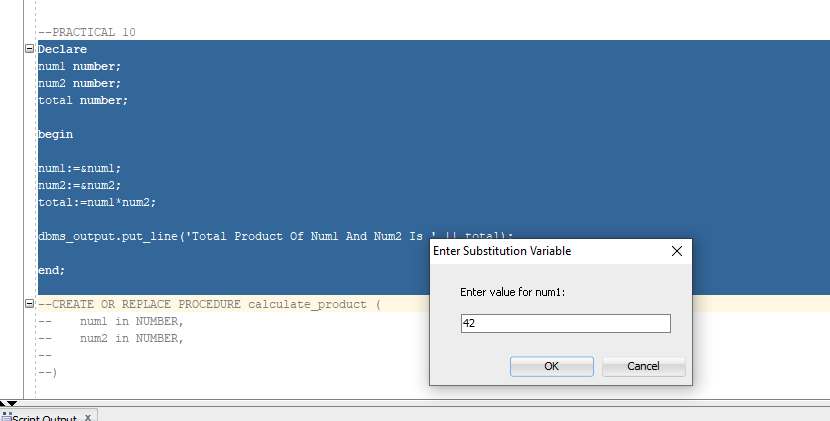 --PRACTICAL 10
Declare
num1 number;
num2 number;
total number;
begin
num1:=&num1;
num2:=&num2;
total:=num1*num2;
dbms_output.put_line('Total Product Of Num1 And Num2 Is ' || total);
end;
--CREATE OR REPLACE PROCEDURE calculate_product (
--    num1 in NUMBER,
--    num2 in NUMBER,
--
--)
Enter Substitution Variable
Enter value for num1:
42
OK Cancel
Script Output x